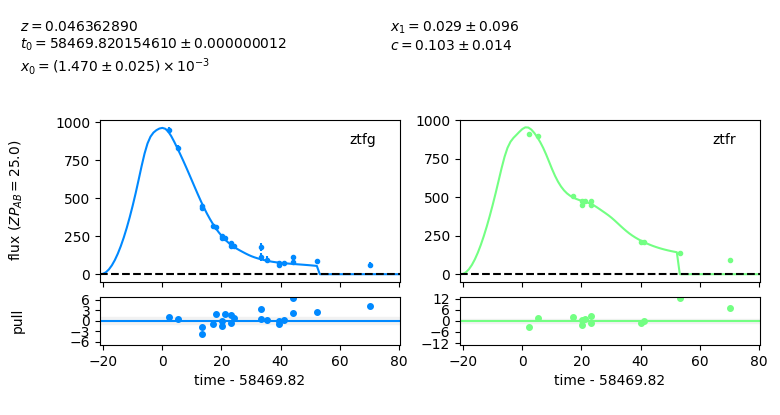 z = 0.046362890
t₀ = 58469.820154610 ± 0.000000012
x₀ = (1.470 ± 0.025) × 10⁻³
x₁ = 0.029 ± 0.096
c = 0.103 ± 0.014
flux (ZP_AB = 25.0)
1000
750
500
250
0
ztfg
1000
750
500
250
0
ztfr
pull
6
3
0
−3
−6
−20
0
20
40
60
80
time - 58469.82
12
6
0
−6
−12
−20
0
20
40
60
80
time - 58469.82